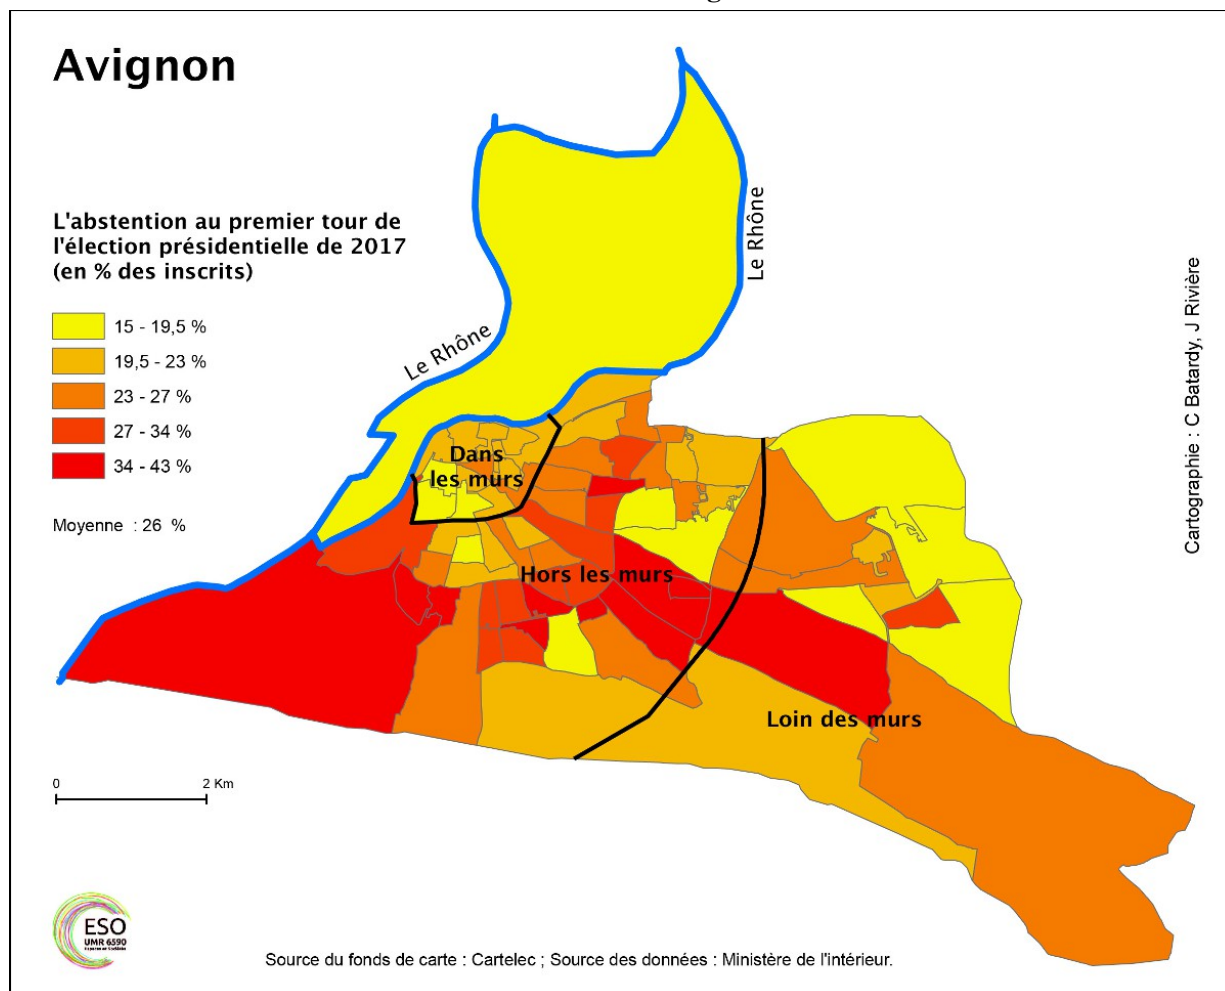 Avignon
L'abstention au premier tour de
l'élection présidentielle de 2017
(en % des inscrits)
15 - 19,5 %
19,5 - 23 %
23 - 27 %
27 - 34 %
34 - 43 %
Moyenne : 26 %
Le Rhône
Le Rhône
Dans
les murs
Hors les murs
Loin des murs
0 2 Km
Cartographie : C Batardy, J Rivière
ESO
UMR 6590
Source du fonds de carte : Cartelec ; Source des données : Ministère de l'intérieur.